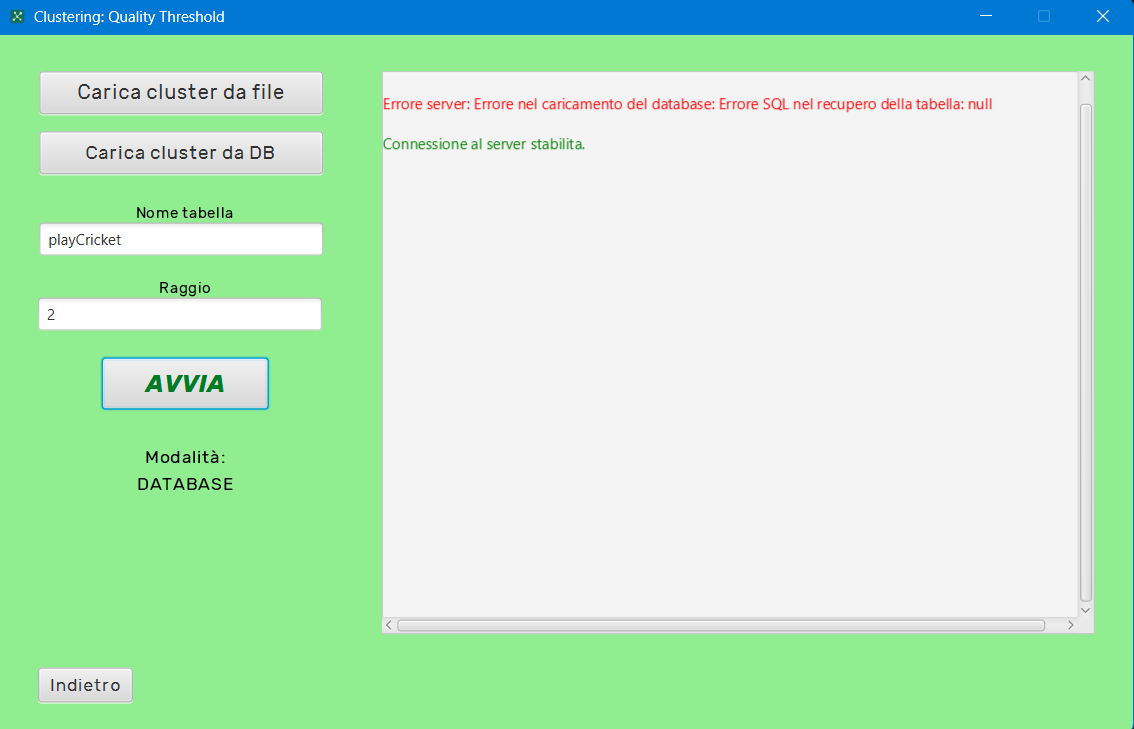 Clustering: Quality Threshold
Carica cluster da file
Carica cluster da DB
Nome tabella
playCricket
Raggio
2
AVVIA
Modalità:
DATABASE
Indietro
Errore server: Errore nel caricamento del database: Errore SQL nel recupero della tabella: null
Connessione al server stabilita.